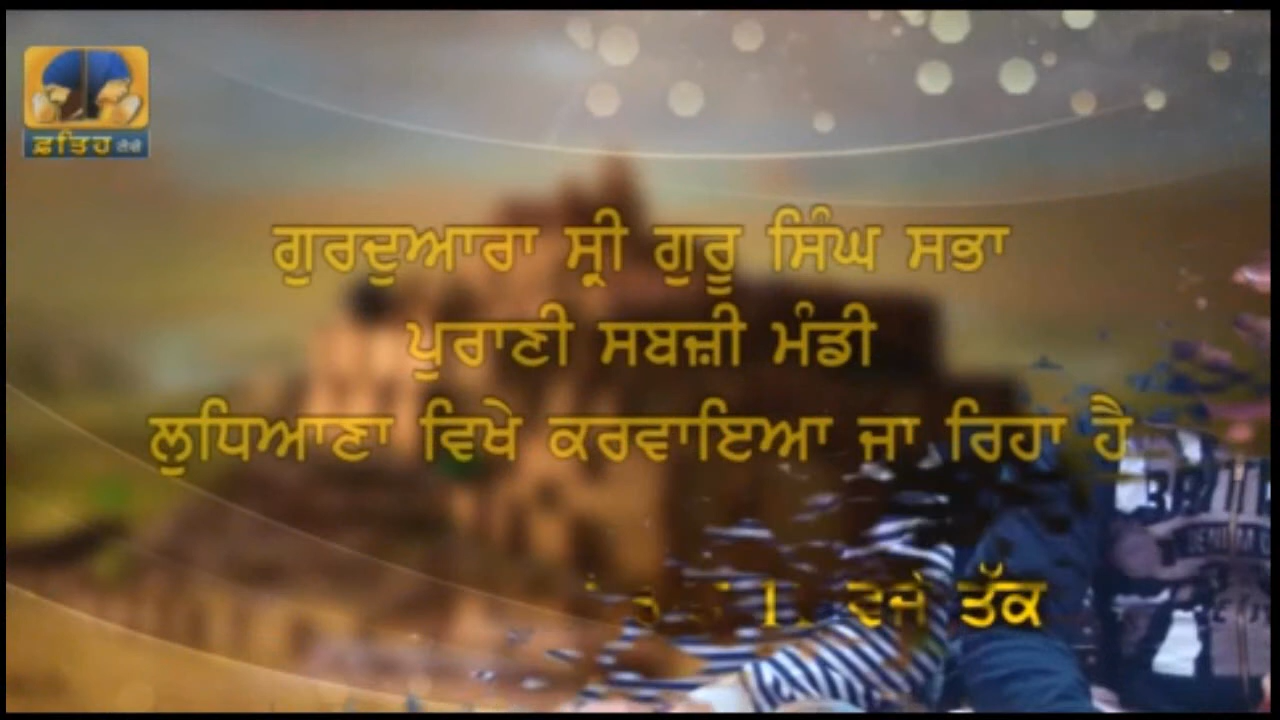 ਫ਼ਤਿਹ ਟੀਵੀ
ਗੁਰਦੁਆਰਾ ਸ੍ਰੀ ਗੁਰੂ ਸਿੰਘ ਸਭਾ
ਪੁਰਾਣੀ ਸਬਜ਼ੀ ਮੰਡੀ
ਲੁਧਿਆਣਾ ਵਿਖੇ ਕਰਵਾਇਆ ਜਾ ਰਿਹਾ ਹੈ
ਵਜੇ ਤੱਕ